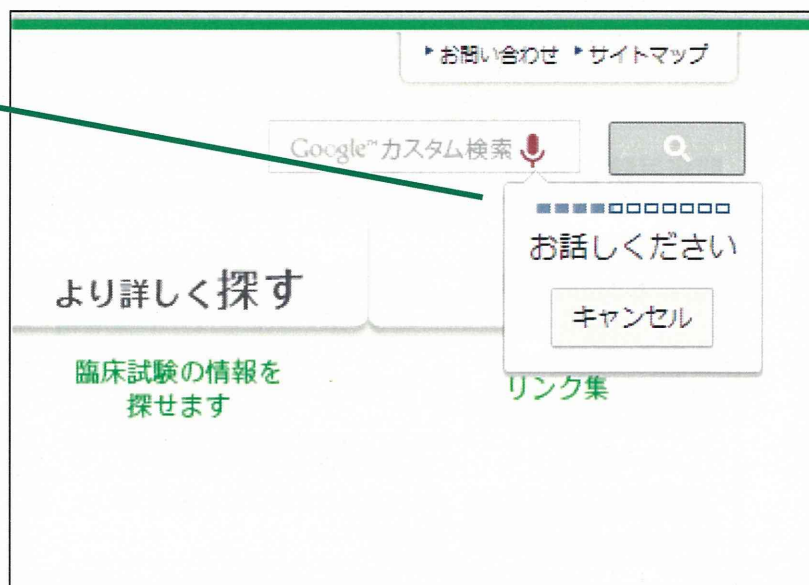 お問い合わせ サイトマップ
Google™カスタム検索
お話しください
キャンセル
より詳しく探す
臨床試験の情報を
探せます
リンク集